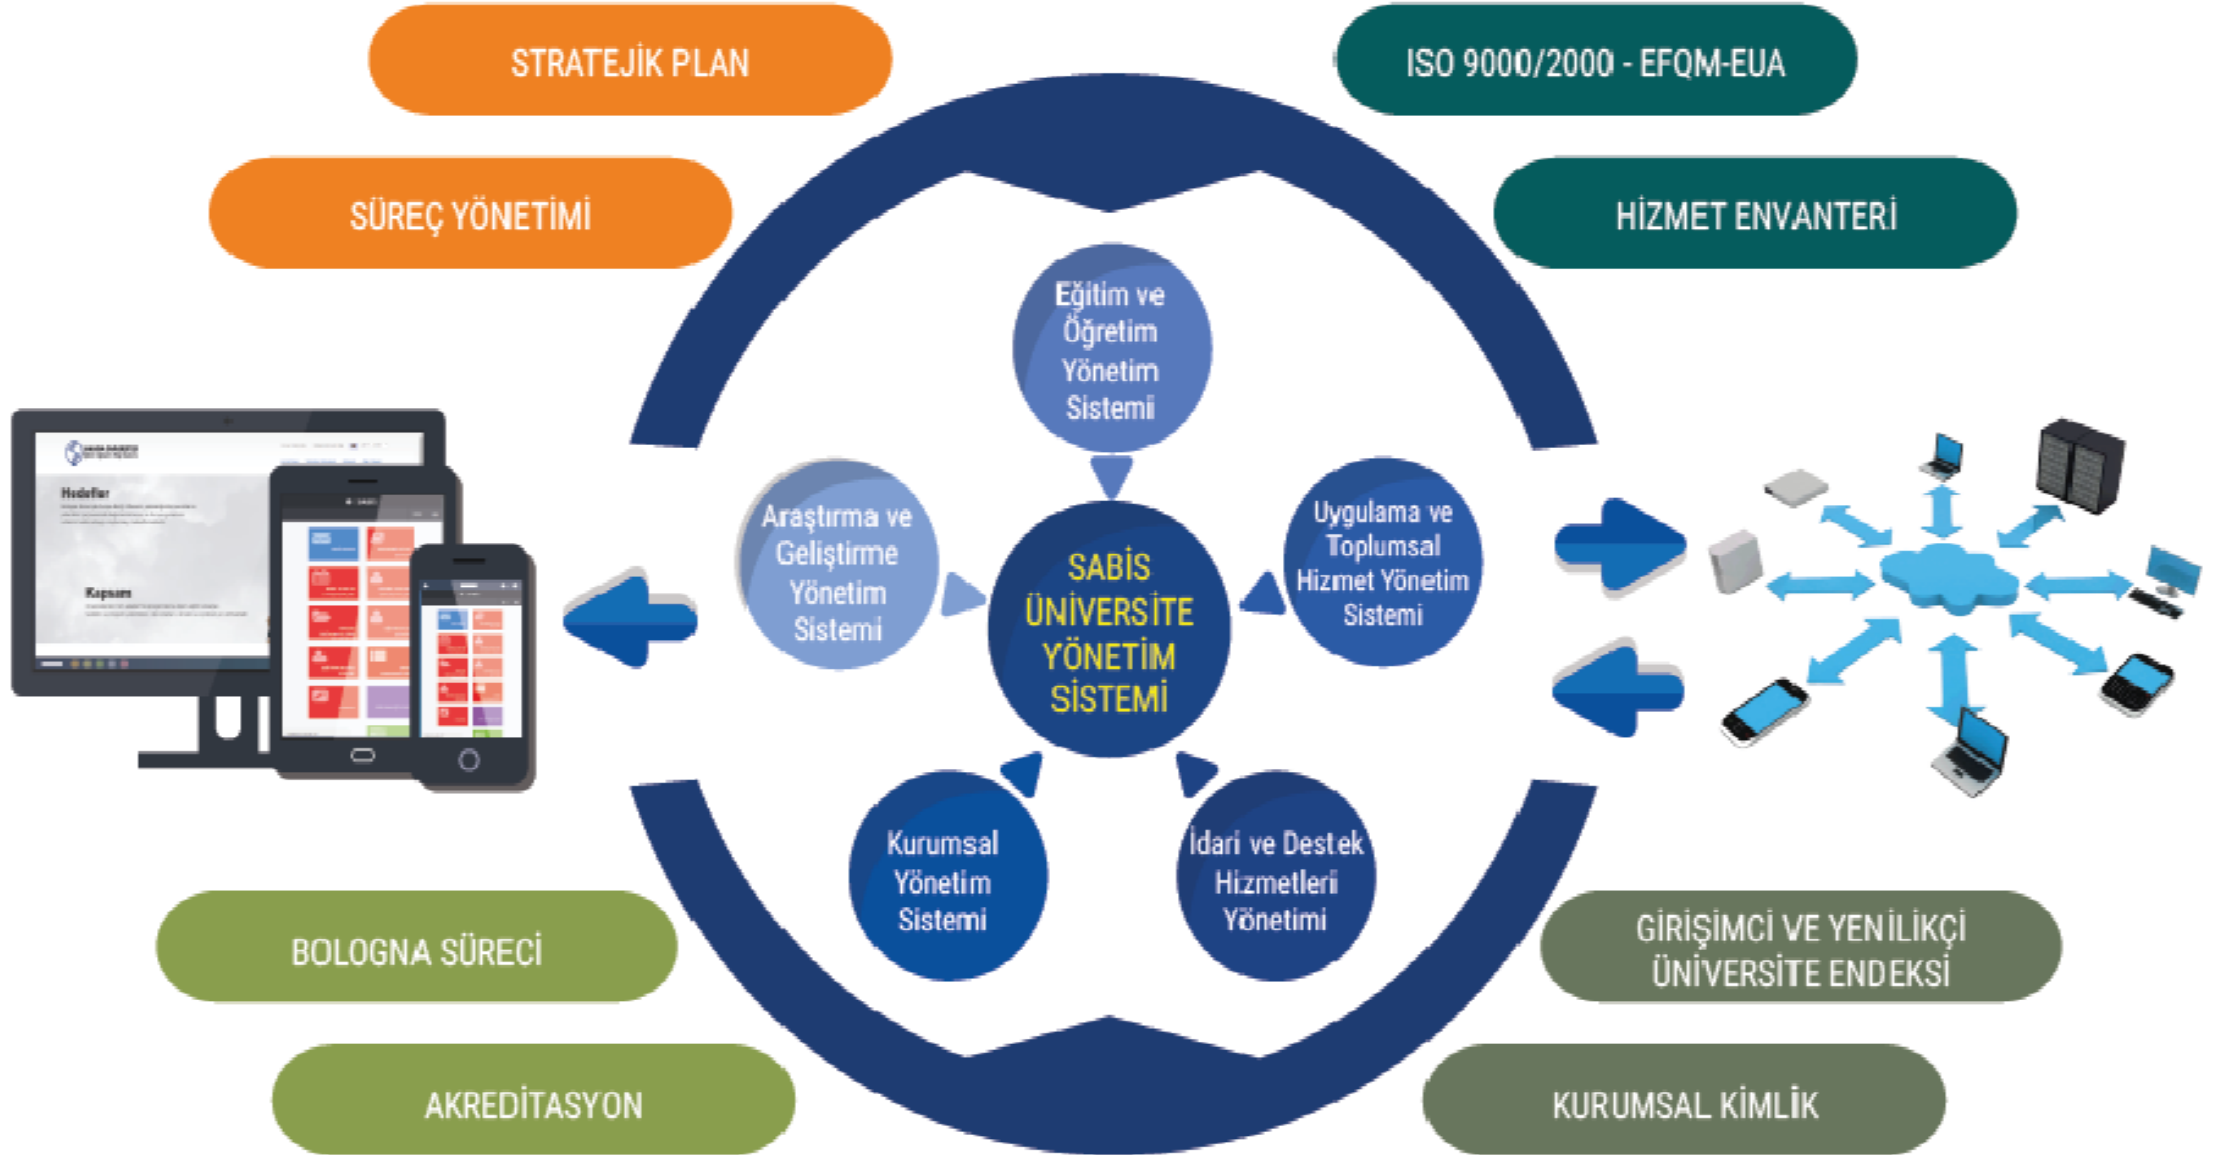 STRATEJİK PLAN
ISO 9000/2000 - EFQM-EUA
SÜREÇ YÖNETİMİ
HİZMET ENVANTERİ
Eğitim ve
Öğretim
Yönetim
Sistemi
Araştırma ve
Geliştirme
Yönetim
Sistemi
SABİS
ÜNİVERSİTE
YÖNETİM
SİSTEMİ
Uygulama ve
Toplumsal
Hizmet Yönetim
Sistemi
Hedefler
Kapsam
Kurumsal
Yönetim
Sistemi
İdari ve Destek
Hizmetleri
Yönetimi
BOLOGNA SÜRECİ
GİRİŞİMCİ VE YENİLİKÇİ
ÜNİVERSİTE ENDEKSİ
AKREDİTASYON
KURUMSAL KİMLİK